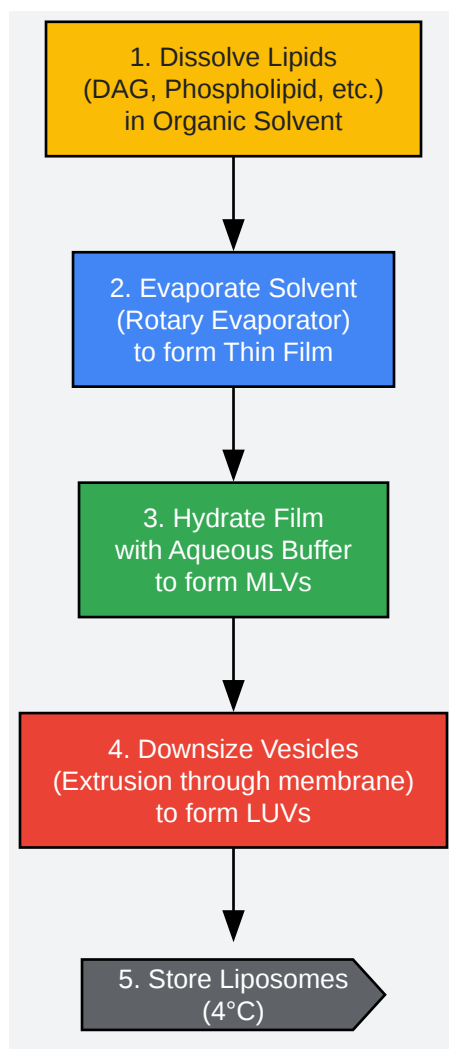 1. Dissolve Lipids
(DAG, Phospholipid, etc.)
in Organic Solvent
2. Evaporate Solvent
(Rotary Evaporator)
to form Thin Film
3. Hydrate Film
with Aqueous Buffer
to form MLVs
4. Downsize Vesicles
(Extrusion through membrane)
to form LUVs
5. Store Liposomes
(4°C)